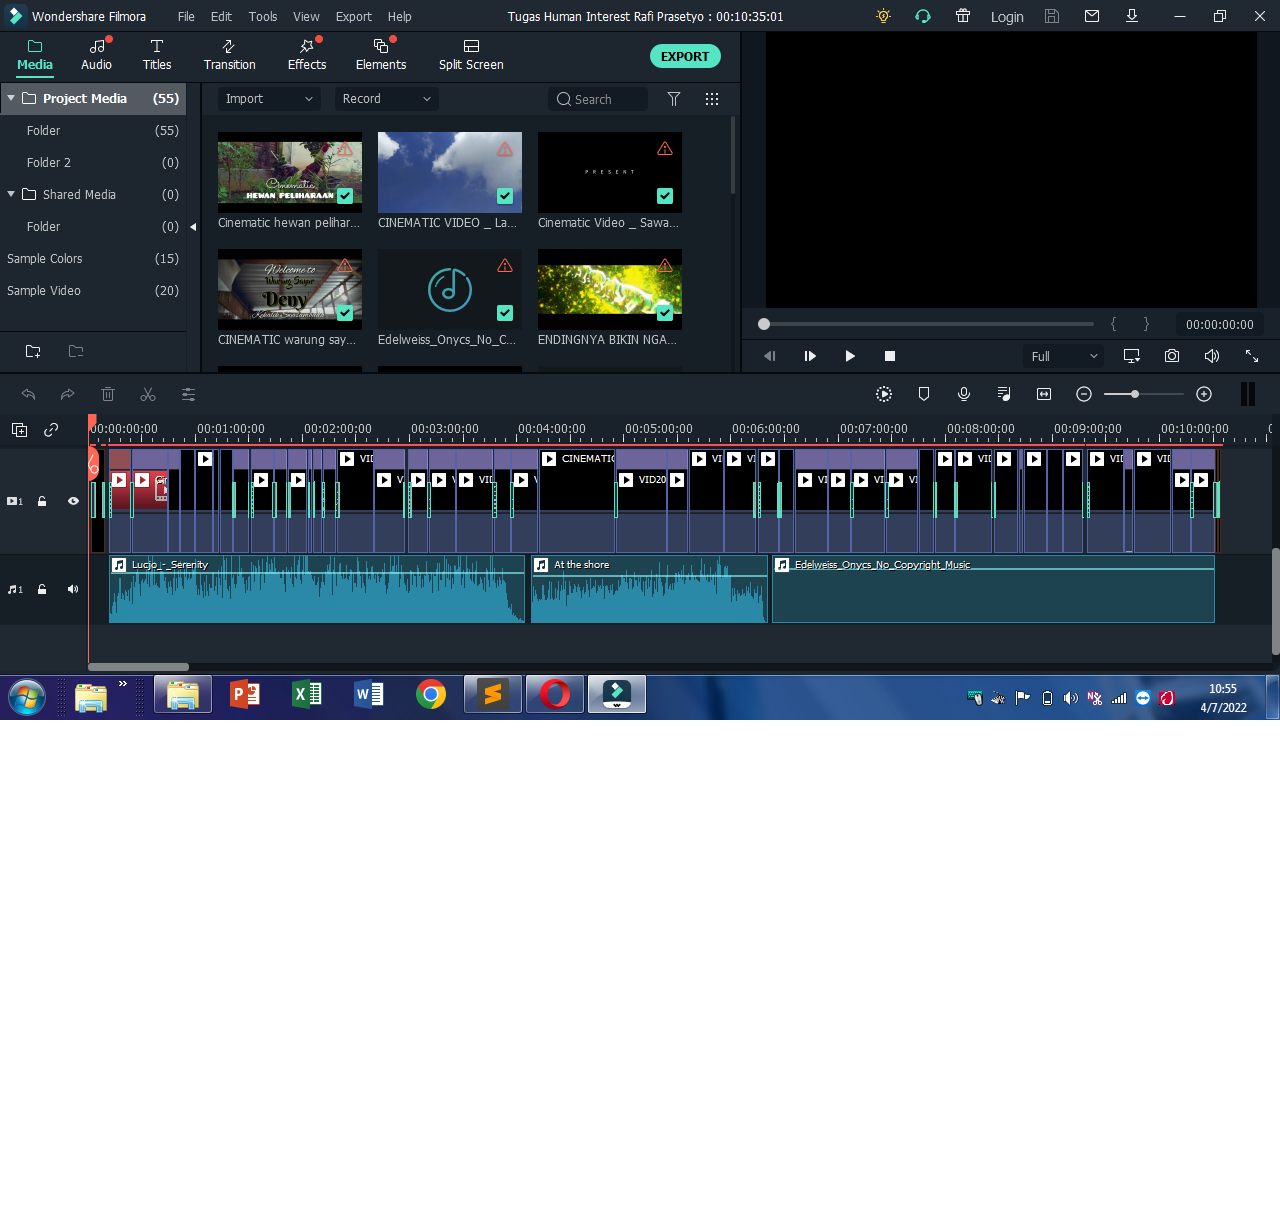 Wondershare Filmora File Edit Tools View Export Help Tugas Human Interest Rafi Prasetyo : 00:10:35:01 Login
Media Audio Titles Transition Effects Elements Split Screen EXPORT
Project Media (55)
Folder (55)
Folder 2 (0)
Shared Media (0)
Folder (0)
Sample Colors (15)
Sample Video (20)
Import Record Search
PRESENT
Cinematic
HEWAN PELIHARAAN
Cinematic hewan pelihar... CINEMATIC VIDEO _ La... Cinematic Video _ Sawa...
Welcome to
Warung Sayur
Deny
CINEMATIC warung say... Edelweiss_Onycs_No_C... ENDINGNYA BIKIN NGA...
{ } 00:00:00:00
Full
00:00:00:00 00:01:00:00 00:02:00:00 00:03:00:00 00:04:00:00 00:05:00:00 00:06:00:00 00:07:00:00 00:08:00:00 00:09:00:00 00:10:00:00
VID CINEMATIC VI VID VID
VID VID20 VI VI VI
1
Lucjo_-_Serenity At the shore Edelweiss_Onycs_No_Copyright_Music
1
10:55
4/7/2022